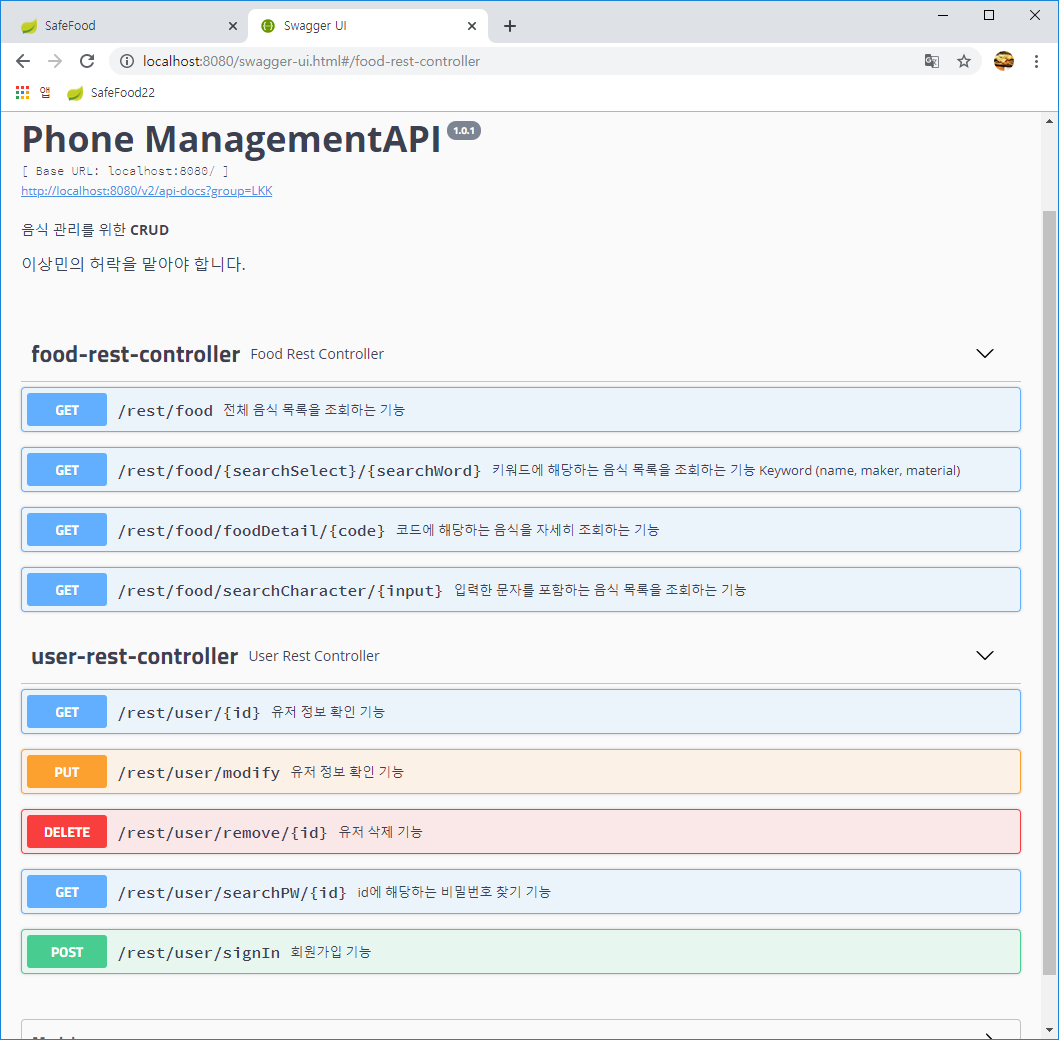 SafeFood
Swagger UI
localhost:8080/swagger-ui.html#/food-rest-controller
앱 SafeFood22
Phone ManagementAPI 1.0.1
[ Base URL: localhost:8080/ ]
http://localhost:8080/v2/api-docs?group=LKK
음식 관리를 위한 CRUD
이상민의 허락을 맡아야 합니다.
food-rest-controller Food Rest Controller
GET /rest/food 전체 음식 목록을 조회하는 기능
GET /rest/food/{searchSelect}/{searchWord} 키워드에 해당하는 음식 목록을 조회하는 기능 Keyword (name, maker, material)
GET /rest/food/foodDetail/{code} 코드에 해당하는 음식을 자세히 조회하는 기능
GET /rest/food/searchCharacter/{input} 입력한 문자를 포함하는 음식 목록을 조회하는 기능
user-rest-controller User Rest Controller
GET /rest/user/{id} 유저 정보 확인 기능
PUT /rest/user/modify 유저 정보 확인 기능
DELETE /rest/user/remove/{id} 유저 삭제 기능
GET /rest/user/searchPW/{id} id에 해당하는 비밀번호 찾기 기능
POST /rest/user/signIn 회원가입 기능